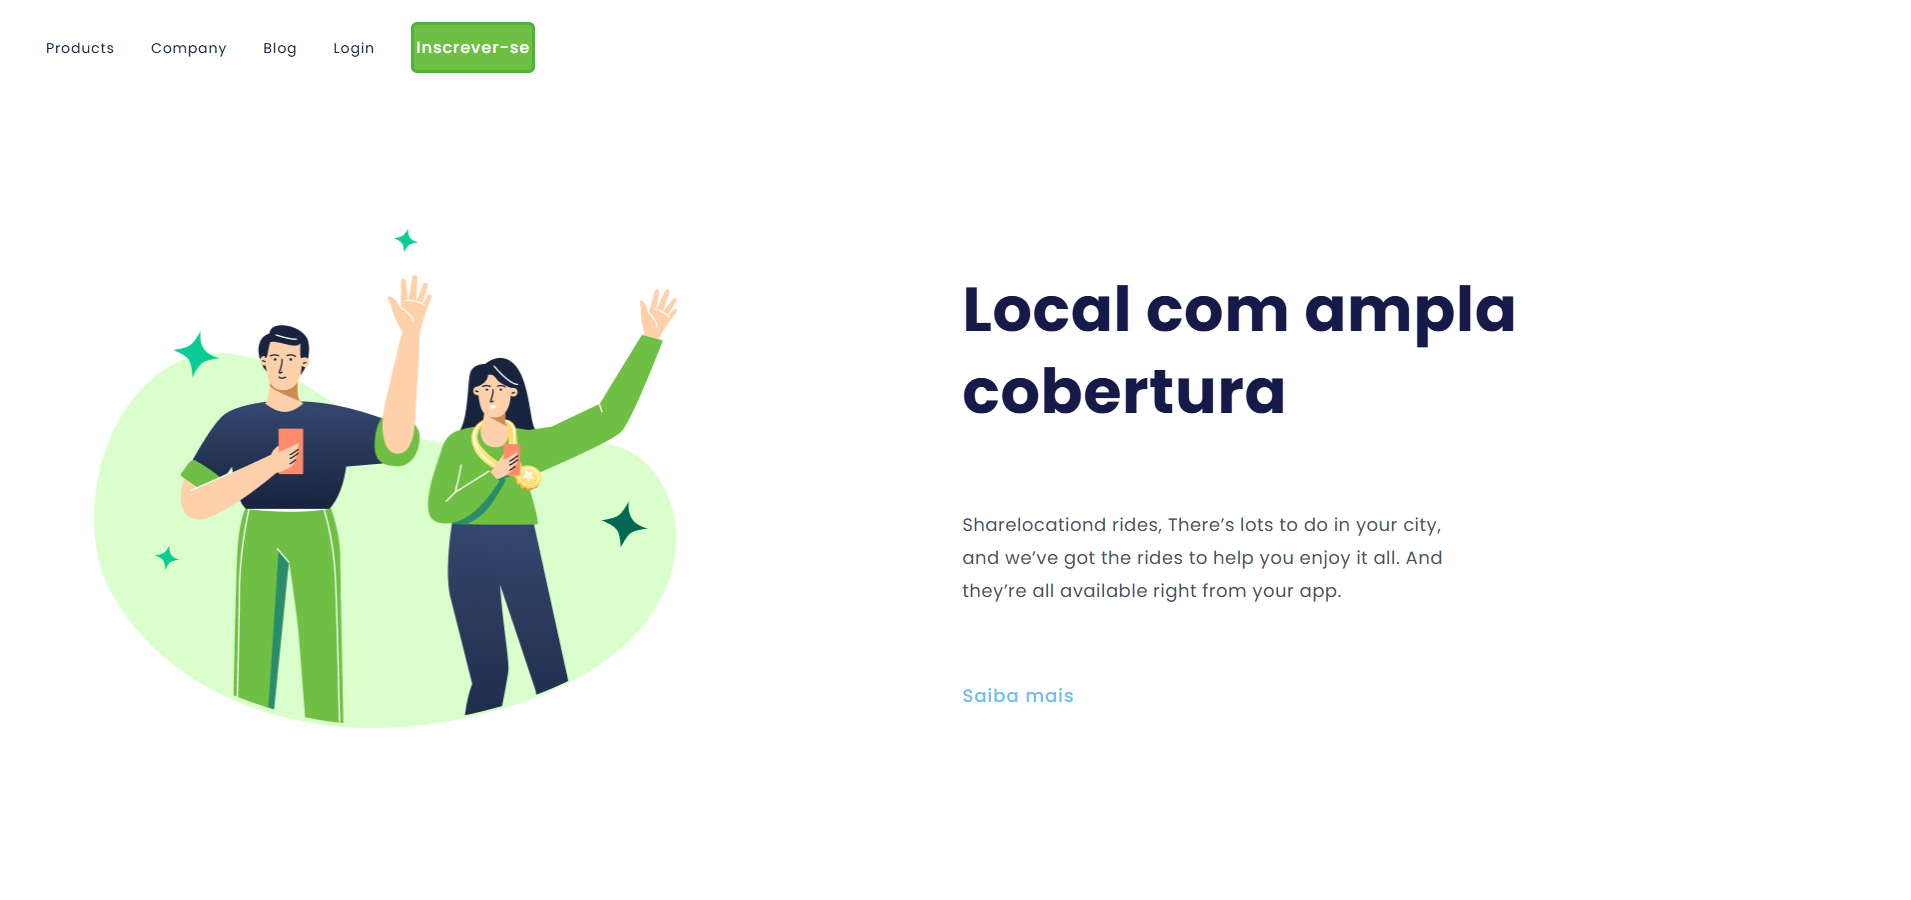 Products Company Blog Login Inscrever-se
Local com ampla
cobertura
Sharelocationd rides, There’s lots to do in your city,
and we’ve got the rides to help you enjoy it all. And
they’re all available right from your app.
Saiba mais